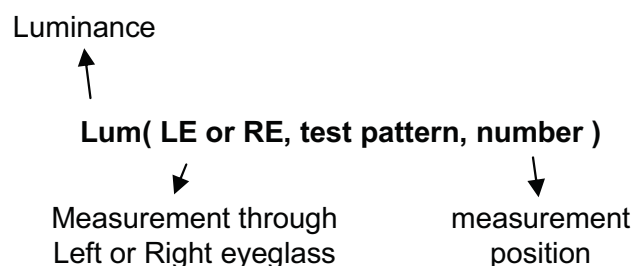 Luminance
Lum( LE or RE, test pattern, number )
Measurement through measurement
Left or Right eyeglass position